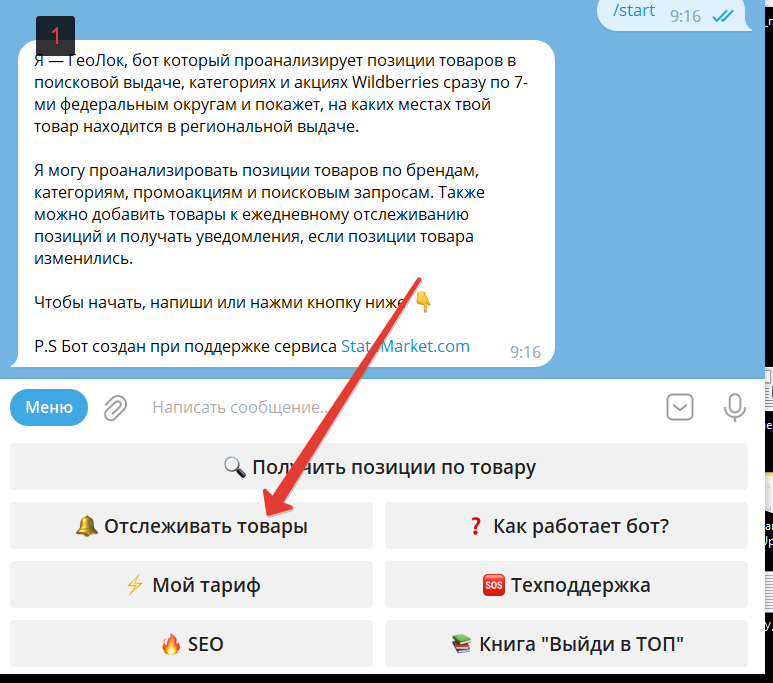 /start 9:16
1
Я — ГеоЛок, бот который проанализирует позиции товаров в
поисковой выдаче, категориях и акциях Wildberries сразу по 7-
ми федеральным округам и покажет, на каких местах твой
товар находится в региональной выдаче.
Я могу проанализировать позиции товаров по брендам,
категориям, промоакциям и поисковым запросам. Также
можно добавить товары к ежедневному отслеживанию
позиций и получать уведомления, если позиции товара
изменились.
Чтобы начать, напиши или нажми кнопку ниже 👇
P.S Бот создан при поддержке сервиса Stat4Market.com
9:16
Меню
Написать сообщение...
🔍 Получить позиции по товару
🔔 Отслеживать товары
❓ Как работает бот?
⚡ Мой тариф
🆘 Техподдержка
🔥 SEO
📚 Книга "Выйди в ТОП"